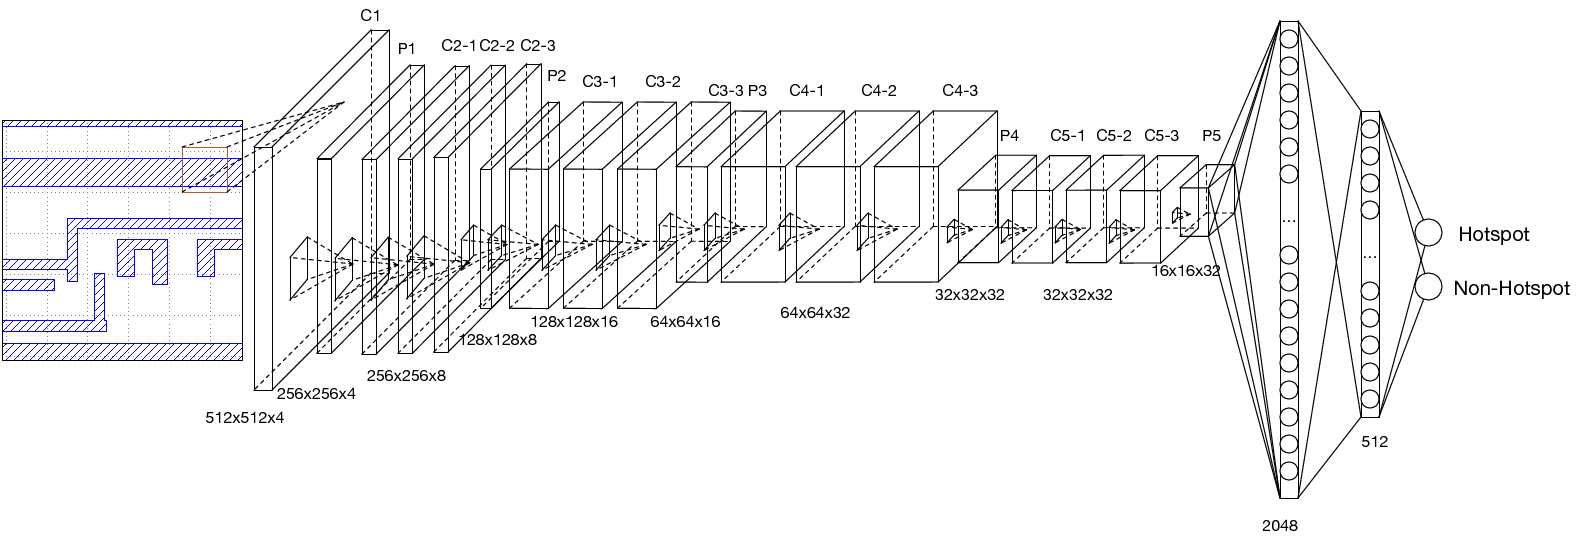 C1
P1
C2-1 C2-2 C2-3
P2
C3-1
C3-2
C3-3 P3
C4-1
C4-2
C4-3
P4
C5-1
C5-2
C5-3
P5
512x512x4
256x256x4
256x256x8
128x128x8
128x128x16
64x64x16
64x64x32
32x32x32
32x32x32
16x16x32
...
2048
...
512
Hotspot
Non-Hotspot